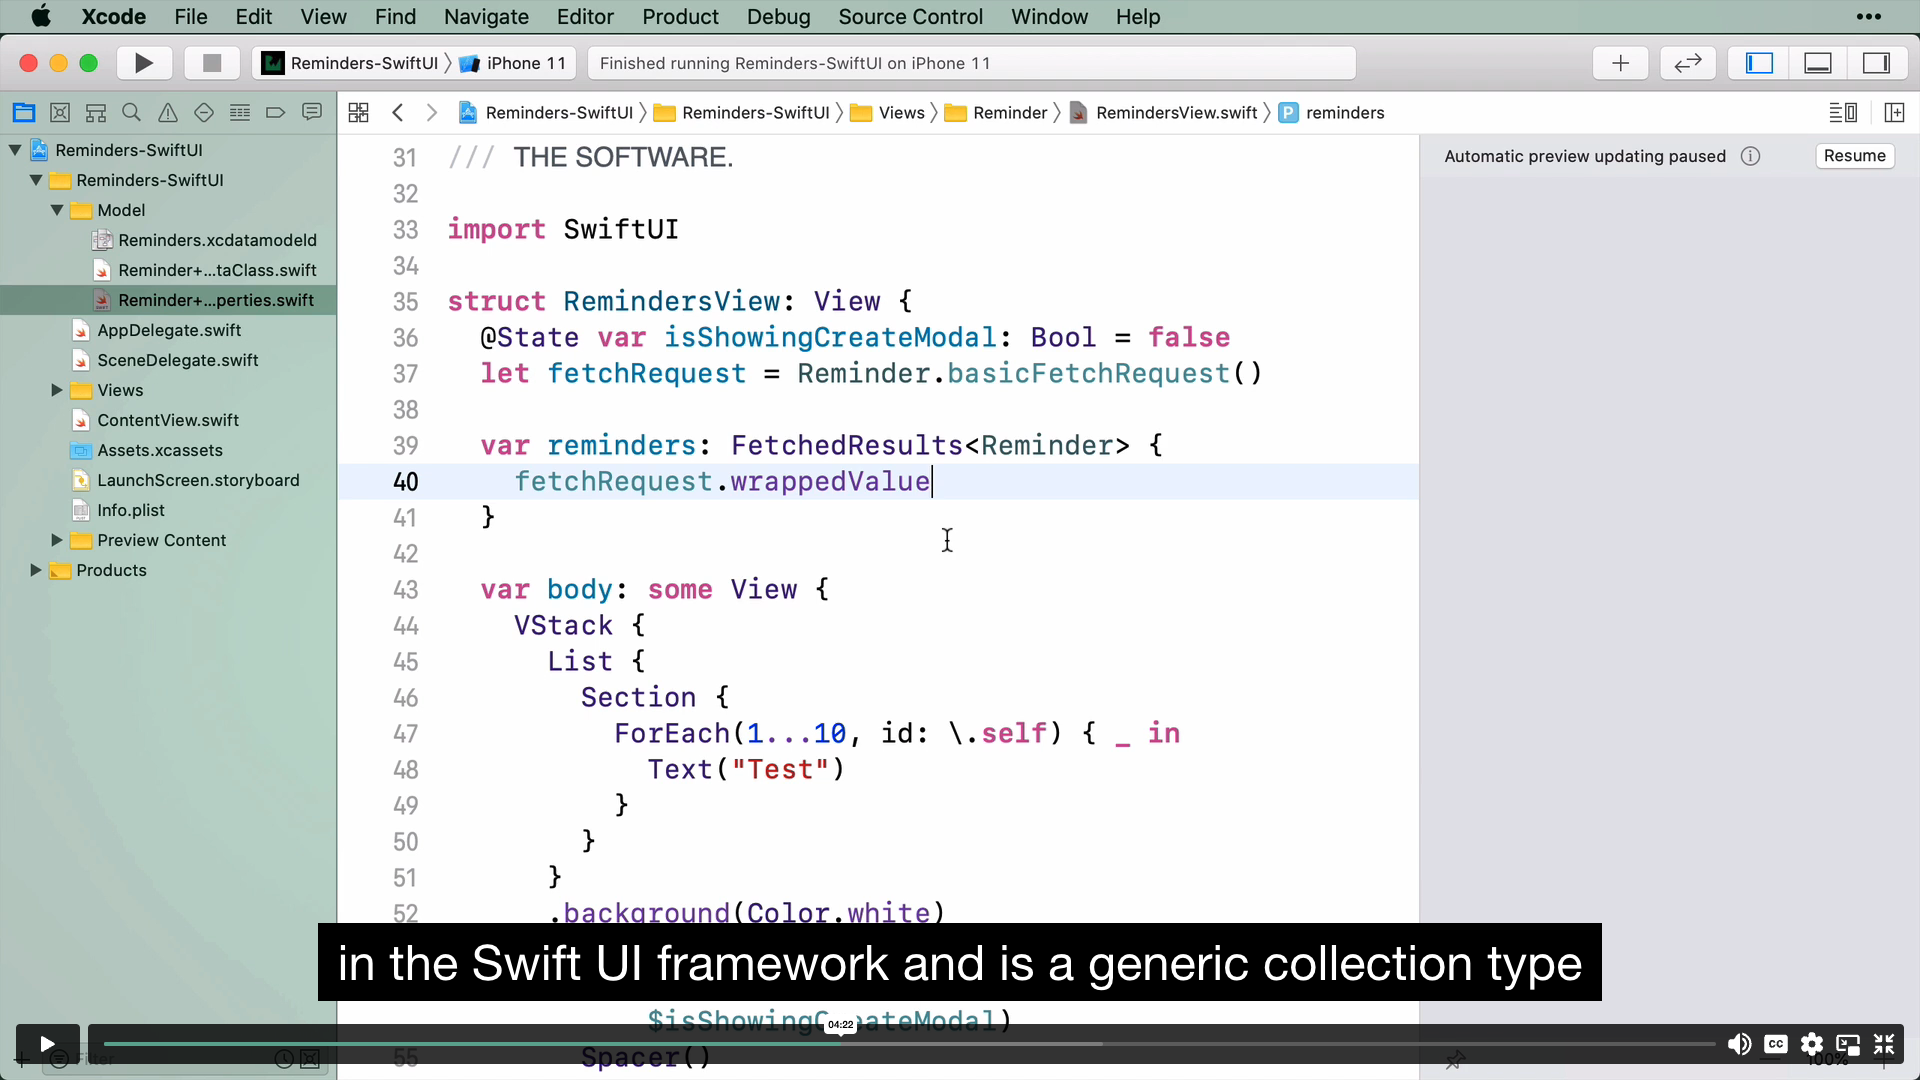 Xcode File Edit View Find Navigate Editor Product Debug Source Control Window Help
Reminders-SwiftUI iPhone 11 Finished running Reminders-SwiftUI on iPhone 11
Reminders-SwiftUI Reminders-SwiftUI Views Reminder RemindersView.swift P reminders
Reminders-SwiftUI
Reminders-SwiftUI
Model
Reminders.xcdatamodeld
Reminder+...taClass.swift
Reminder+...perties.swift
AppDelegate.swift
SceneDelegate.swift
Views
ContentView.swift
Assets.xcassets
LaunchScreen.storyboard
Info.plist
Preview Content
Products
31 /// THE SOFTWARE.
32
33 import SwiftUI
34
35 struct RemindersView: View {
36 @State var isShowingCreateModal: Bool = false
37 let fetchRequest = Reminder.basicFetchRequest()
38
39 var reminders: FetchedResults<Reminder> {
40 fetchRequest.wrappedValue
41 }
42
43 var body: some View {
44 VStack {
45 List {
46 Section {
47 ForEach(1...10, id: \.self) { _ in
48 Text("Test")
49 }
50 }
51 }
52 .background(Color.white)
$isShowingCreateModal)
55 Spacer()
Automatic preview updating paused Resume
in the Swift UI framework and is a generic collection type
04:22
Filter
CC
100%